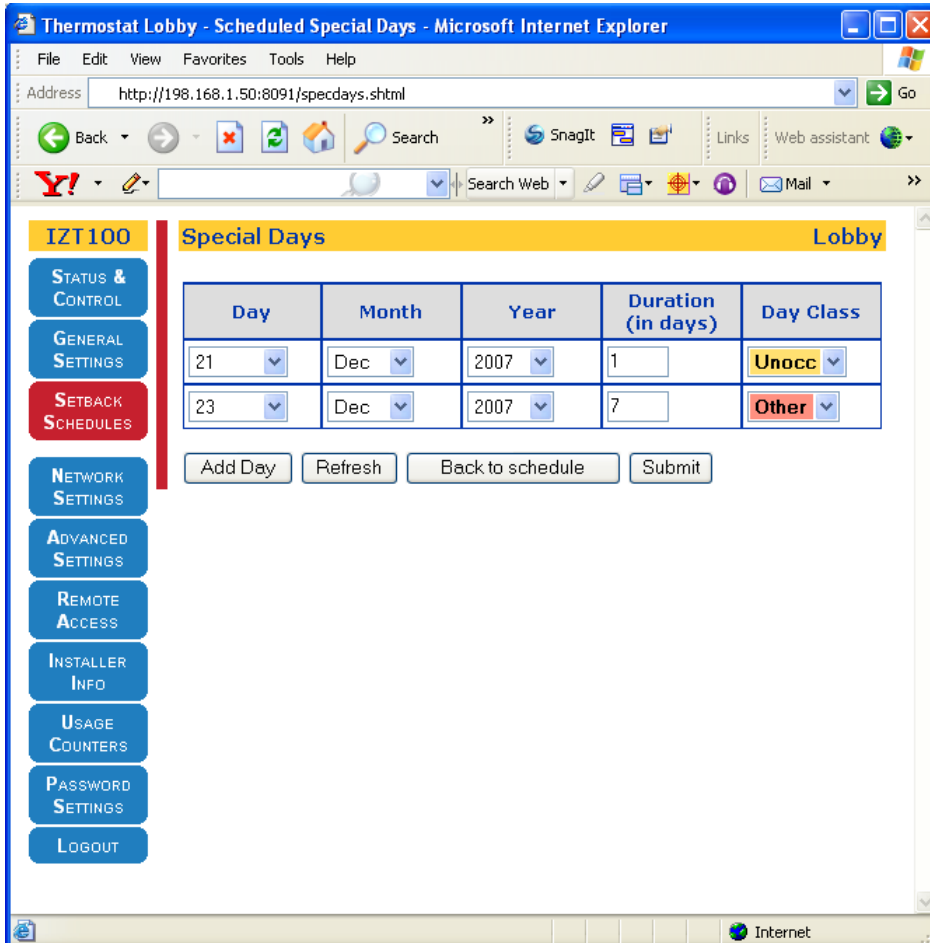 Thermostat Lobby - Scheduled Special Days - Microsoft Internet Explorer
File Edit View Favorites Tools Help
Address http://198.168.1.50:8091/specdays.shtml Go
Back Search » SnagIt Links Web assistant
Y! Search Web Mail »
IZT100 Special Days Lobby
STATUS & CONTROL
GENERAL SETTINGS
SETBACK SCHEDULES
NETWORK SETTINGS
ADVANCED SETTINGS
REMOTE ACCESS
INSTALLER INFO
USAGE COUNTERS
PASSWORD SETTINGS
LOGOUT
Day Month Year Duration (in days) Day Class
21 Dec 2007 1 Unocc
23 Dec 2007 7 Other
Add Day Refresh Back to schedule Submit
Internet